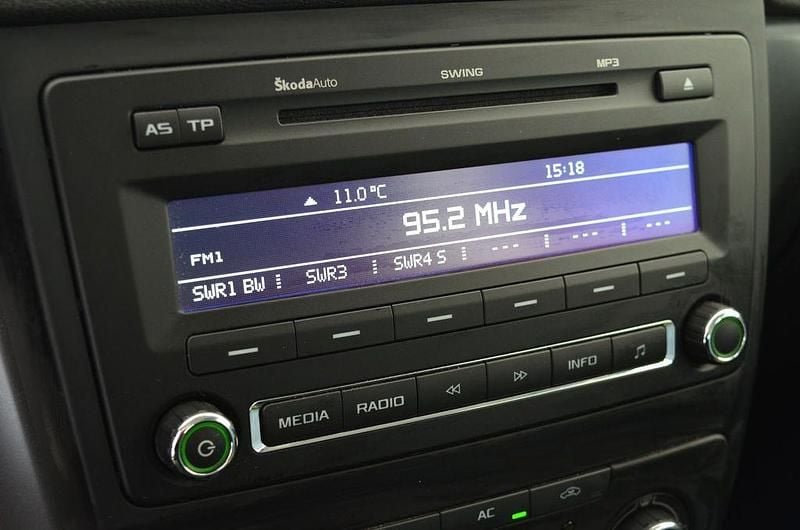 ŠkodaAuto SWING MP3
AS TP
11.0°C 15:18
95.2 MHz
FM1
SWR1 BW SWR3 SWR4 S --- --- ---
MEDIA RADIO INFO
AC